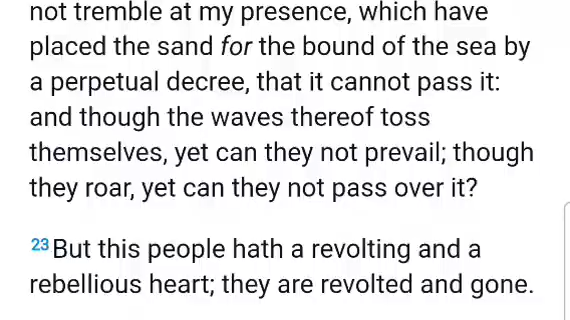 not tremble at my presence, which have
placed the sand for the bound of the sea by
a perpetual decree, that it cannot pass it:
and though the waves thereof toss
themselves, yet can they not prevail; though
they roar, yet can they not pass over it?
23 But this people hath a revolting and a
rebellious heart; they are revolted and gone.